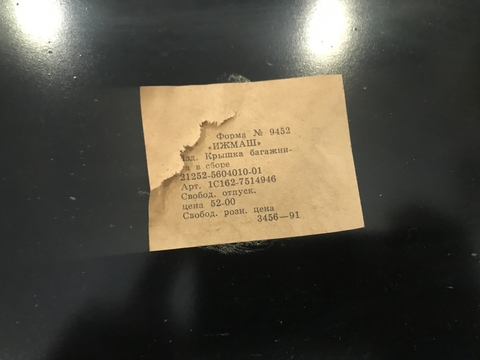 Форма № 9452
«ИЖМАШ»
Крышка багажни-
в сборе
21252-5604010-01
Арт. 1С162-7514946
Свобод. отпуск.
цена 52-00
Свобод. розн. цена
3456—91